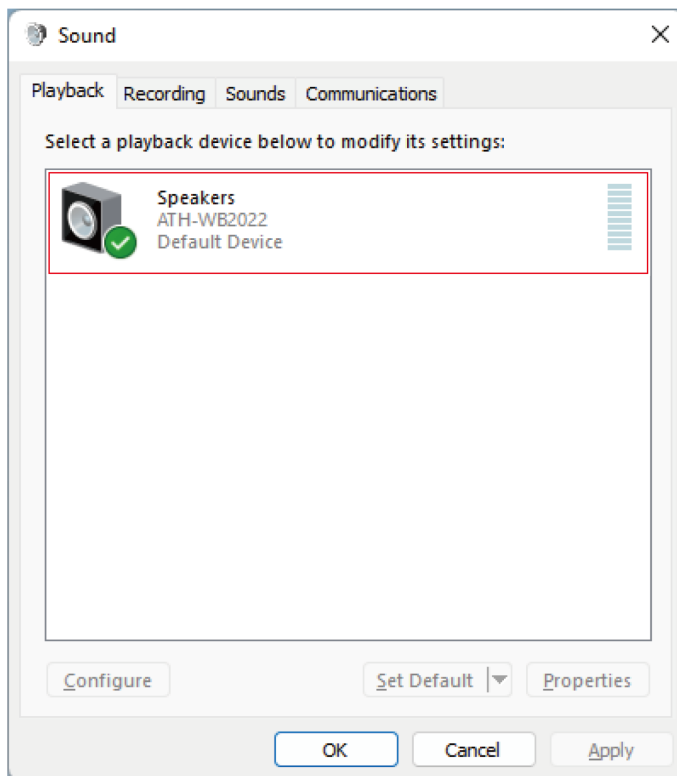 Sound
Playback Recording Sounds Communications
Select a playback device below to modify its settings:
Speakers
ATH-WB2022
Default Device
Configure Set Default Properties
OK Cancel Apply